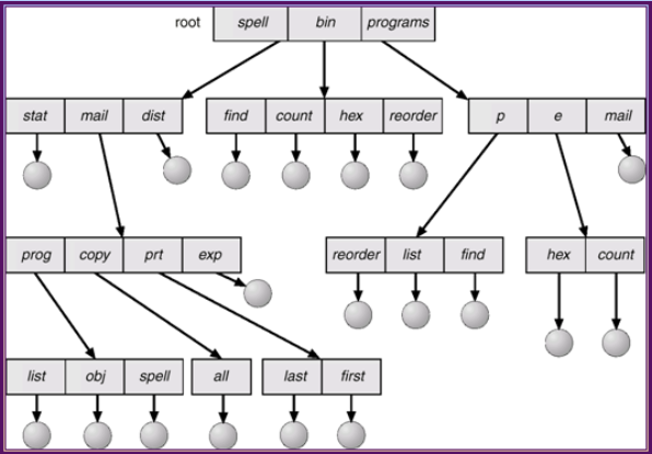 root spell bin programs
stat mail dist find count hex reorder p e mail
prog copy prt exp reorder list find hex count
list obj spell all last first